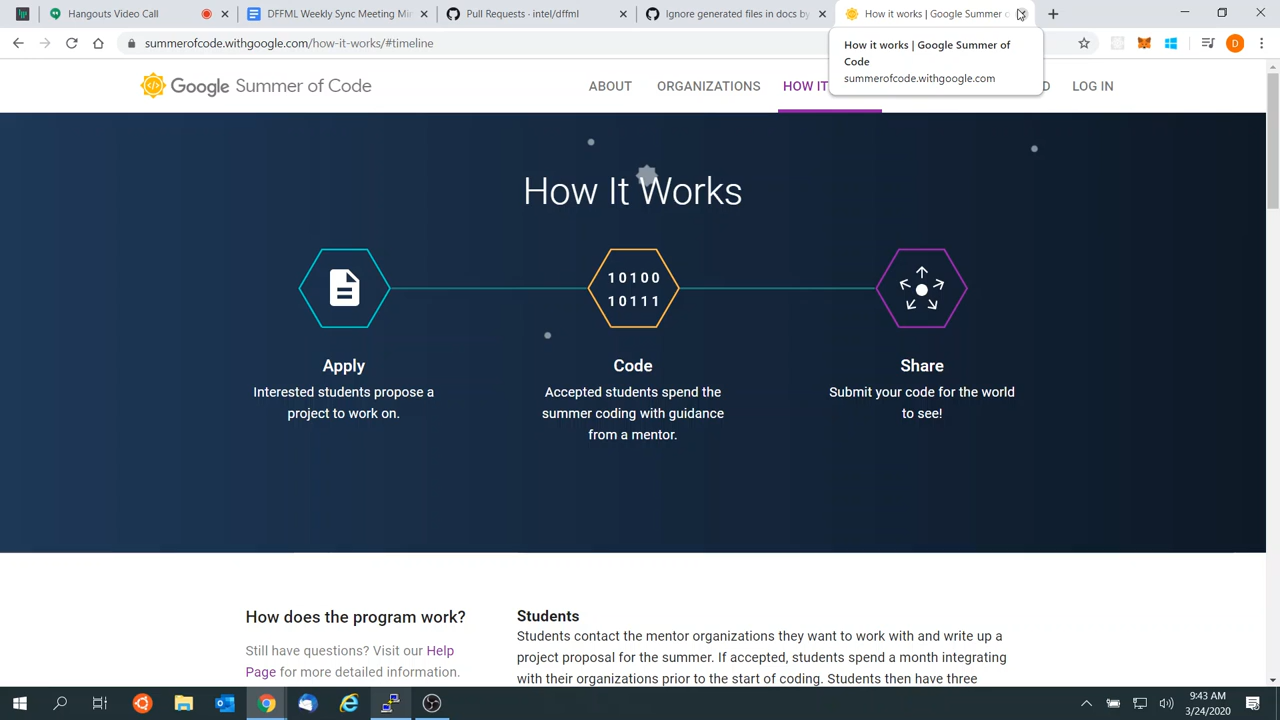 Hangouts Video Call
DFFML Weekly Sync Meeting Min
Pull Requests · intel/dffml
Ignore generated files in docs by
How it works | Google Summer of
summerofcode.withgoogle.com/how-it-works/#timeline
D
How it works | Google Summer of
Code
summerofcode.withgoogle.com
Google Summer of Code
ABOUT
ORGANIZATIONS
HOW IT
D
LOG IN
How It Works
10100
10111
Apply
Interested students propose a
project to work on.
Code
Accepted students spend the
summer coding with guidance
from a mentor.
Share
Submit your code for the world
to see!
How does the program work?
Still have questions? Visit our Help
Page for more detailed information.
Students
Students contact the mentor organizations they want to work with and write up a
project proposal for the summer. If accepted, students spend a month integrating
with their organizations prior to the start of coding. Students then have three
9:43 AM
3/24/2020